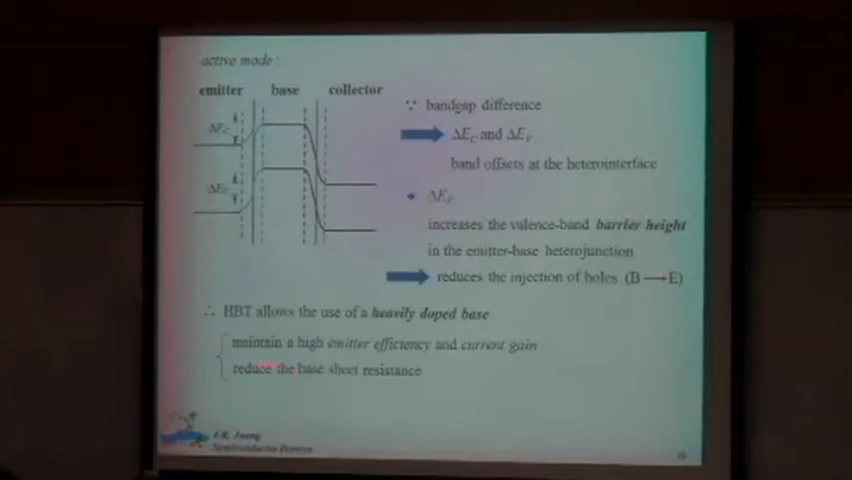 active mode :
emitter base collector
∵ bandgap difference
ΔE_C
ΔE_C and ΔE_V
band offsets at the heterointerface
ΔE_V
ΔE_V
increases the valence-band barrier height
in the emitter-base heterojunction
reduces the injection of holes (B → E)
∴ HBT allows the use of a heavily doped base
maintain a high emitter efficiency and current gain
reduce the base sheet resistance
Semiconductor Devices